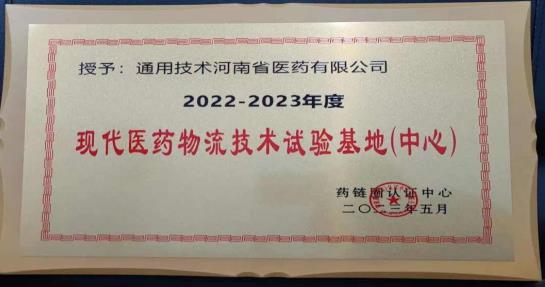 授予：通用技术河南省医药有限公司
2022-2023年度
现代医药物流技术试验基地(中心)
药链圈认证中心
二〇二三年五月